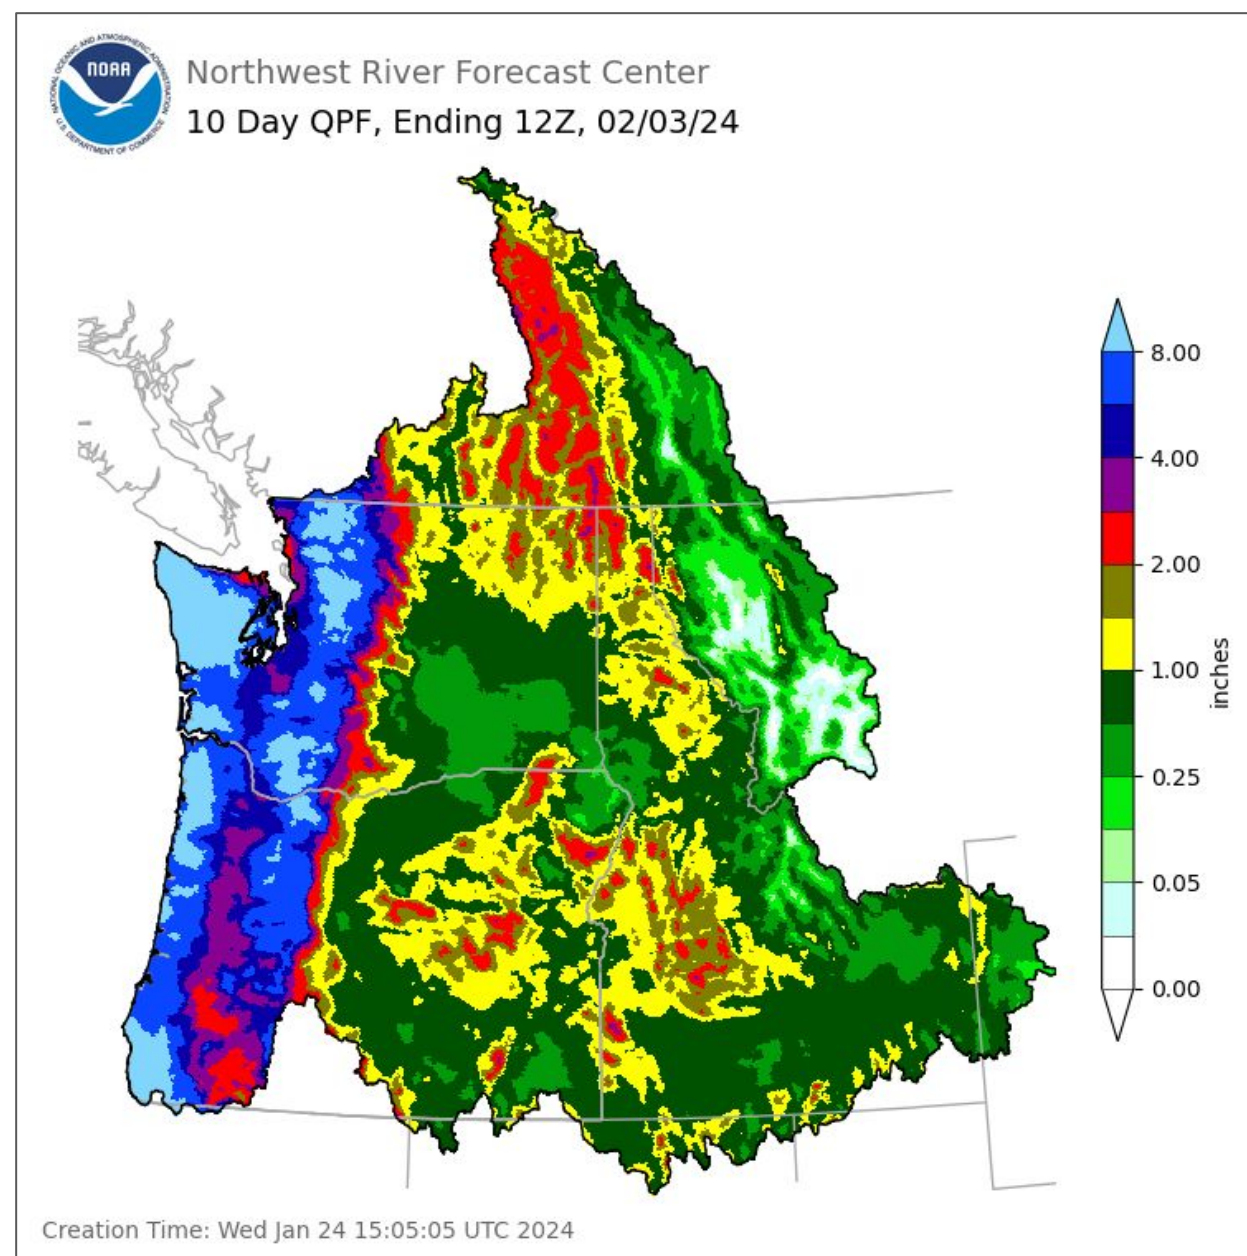 NATIONAL OCEANIC AND ATMOSPHERIC ADMINISTRATION
NOAA
U.S. DEPARTMENT OF COMMERCE
Northwest River Forecast Center
10 Day QPF, Ending 12Z, 02/03/24
8.00
4.00
2.00
1.00
0.25
0.05
0.00
inches
Creation Time: Wed Jan 24 15:05:05 UTC 2024